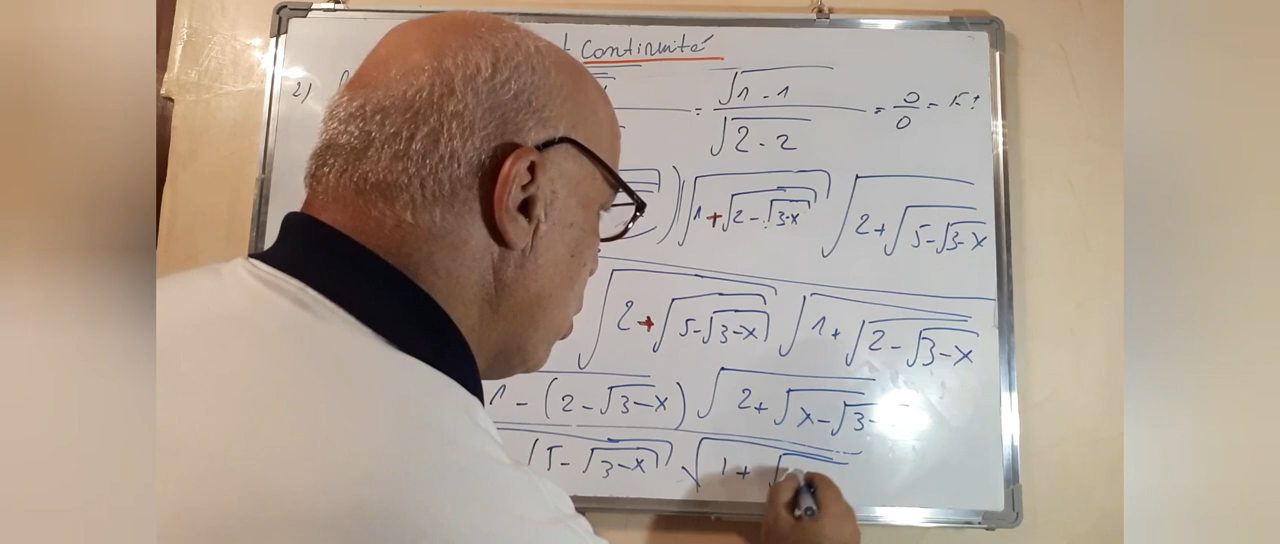 t Continuité
2) = √(1 - 1) / √(2 - 2) = 0/0 =
) √(1 + √(2 - √(3-x))) √(2 + √(5 - √(3-x)))
√(2 + √(5 - √(3-x))) √(1 + √(2 - √(3-x)))
1 - (2 - √(3-x)) √(2 + √(x - √(3-
(5 - √(3-x)) √(1 + √